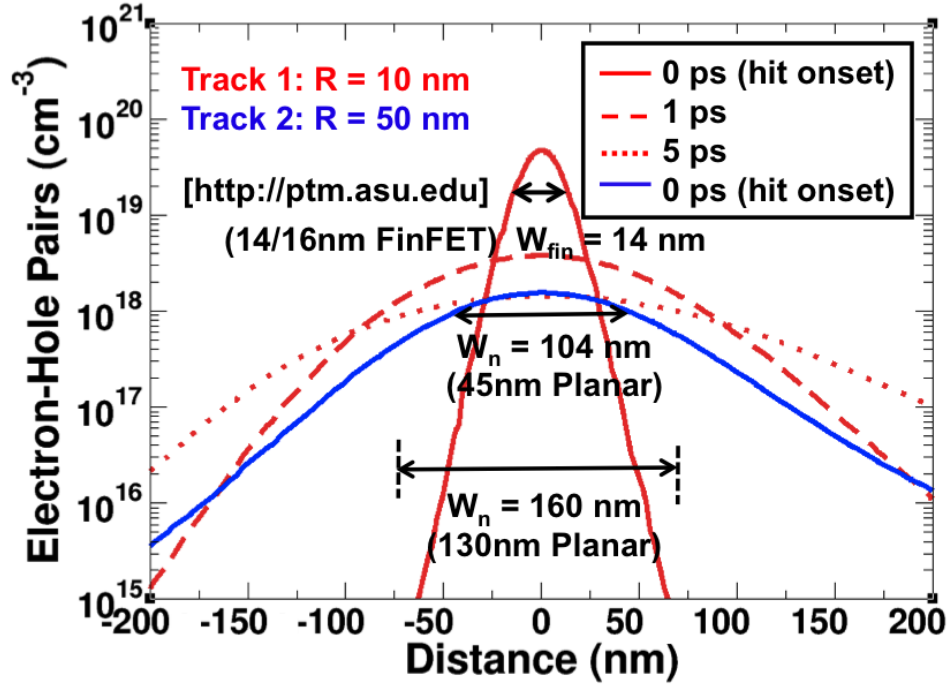 10^21
10^20
10^19
10^18
10^17
10^16
10^15
Electron-Hole Pairs (cm^-3)
Track 1: R = 10 nm
Track 2: R = 50 nm
0 ps (hit onset)
1 ps
5 ps
0 ps (hit onset)
[http://ptm.asu.edu]
(14/16nm FinFET) W_fin = 14 nm
W_n = 104 nm
(45nm Planar)
W_n = 160 nm
(130nm Planar)
-200 -150 -100 -50 0 50 100 150 200
Distance (nm)